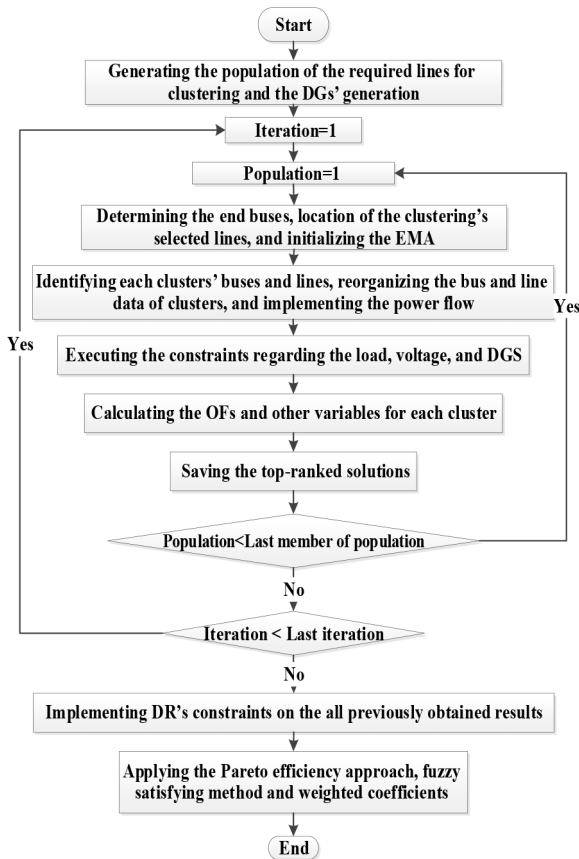 Start
Generating the population of the required lines for
clustering and the DGs' generation
Iteration=1
Population=1
Determining the end buses, location of the clustering's
selected lines, and initializing the EMA
Identifying each clusters' buses and lines, reorganizing the bus and line
data of clusters, and implementing the power flow
Yes
Yes
Executing the constraints regarding the load, voltage, and DGS
Calculating the OFs and other variables for each cluster
Saving the top-ranked solutions
Population<Last member of population
No
Iteration < Last iteration
No
Implementing DR's constraints on the all previously obtained results
Applying the Pareto efficiency approach, fuzzy
satisfying method and weighted coefficients
End